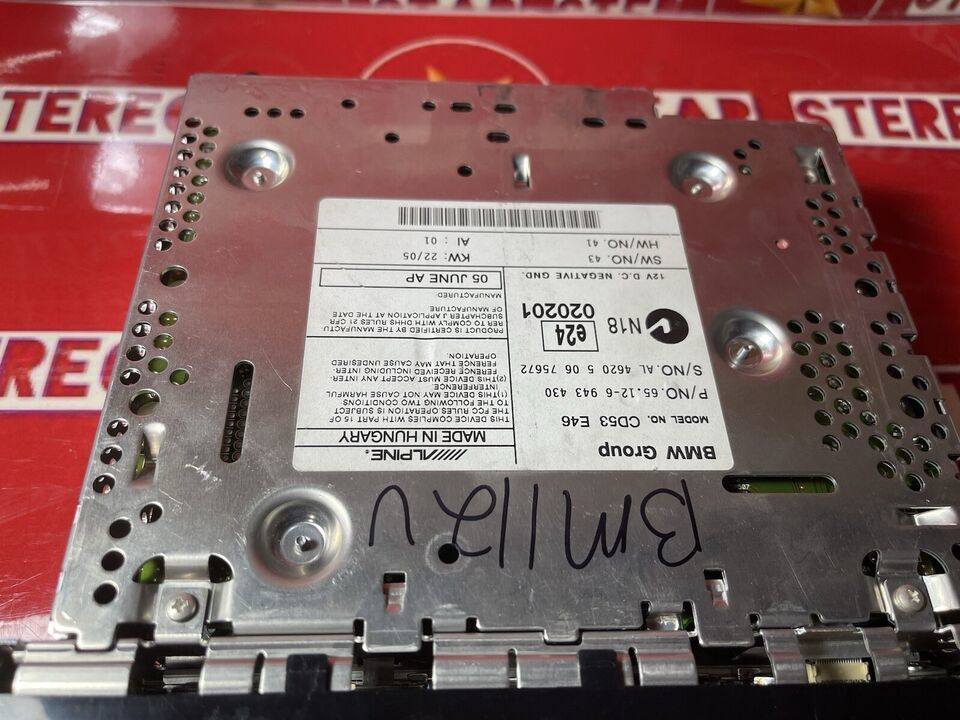 STEREO
STEREO
BMW Group
MODEL NO. CD53 E46
P/NO. 65.12-6 943 430
S/NO. AL 4620 5 06 75672
N18
e24
020201
12V D.C. NEGATIVE GND.
SW/NO. 43
HW/NO. 41
///ALPINE®
MADE IN HUNGARY
THIS DEVICE COMPLIES WITH PART 15 OF
THE FCC RULES OPERATION IS SUBJECT
TO THE FOLLOWING TWO CONDITIONS:
(1)THIS DEVICE MAY NOT CAUSE HARMFUL
INTERFERENCE
(2)THIS DEVICE MUST ACCEPT ANY INTER-
FERENCE RECEIVED INCLUDING INTER-
FERENCE THAT MAY CAUSE UNDESIRED
OPERATION.
PRODUCT IS CERTIFIED BY THE MANUFACTU-
RER TO COMPLY WITH DHHS RULES 21 CFR
SUBCHAPTER J APPLICATION AT THE DATE
OF MANUFACTURE
MANUFACTURED:
05 JUNE AP
KW: 22/05
AI : 01
BM112U